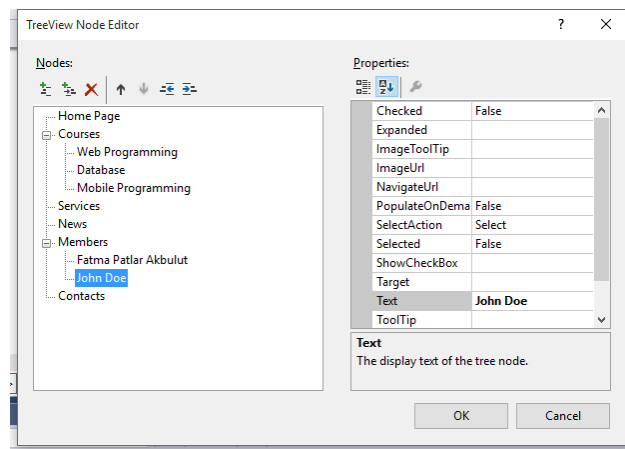 TreeView Node Editor
?
Nodes:
Home Page
Courses
Web Programming
Database
Mobile Programming
Services
News
Members
Fatma Patlar Akbulut
John Doe
Contacts
Properties:
Checked False
Expanded
ImageToolTip
ImageUrl
NavigateUrl
PopulateOnDema False
SelectAction Select
Selected False
ShowCheckBox
Target
Text John Doe
ToolTip
Text
The display text of the tree node.
OK Cancel